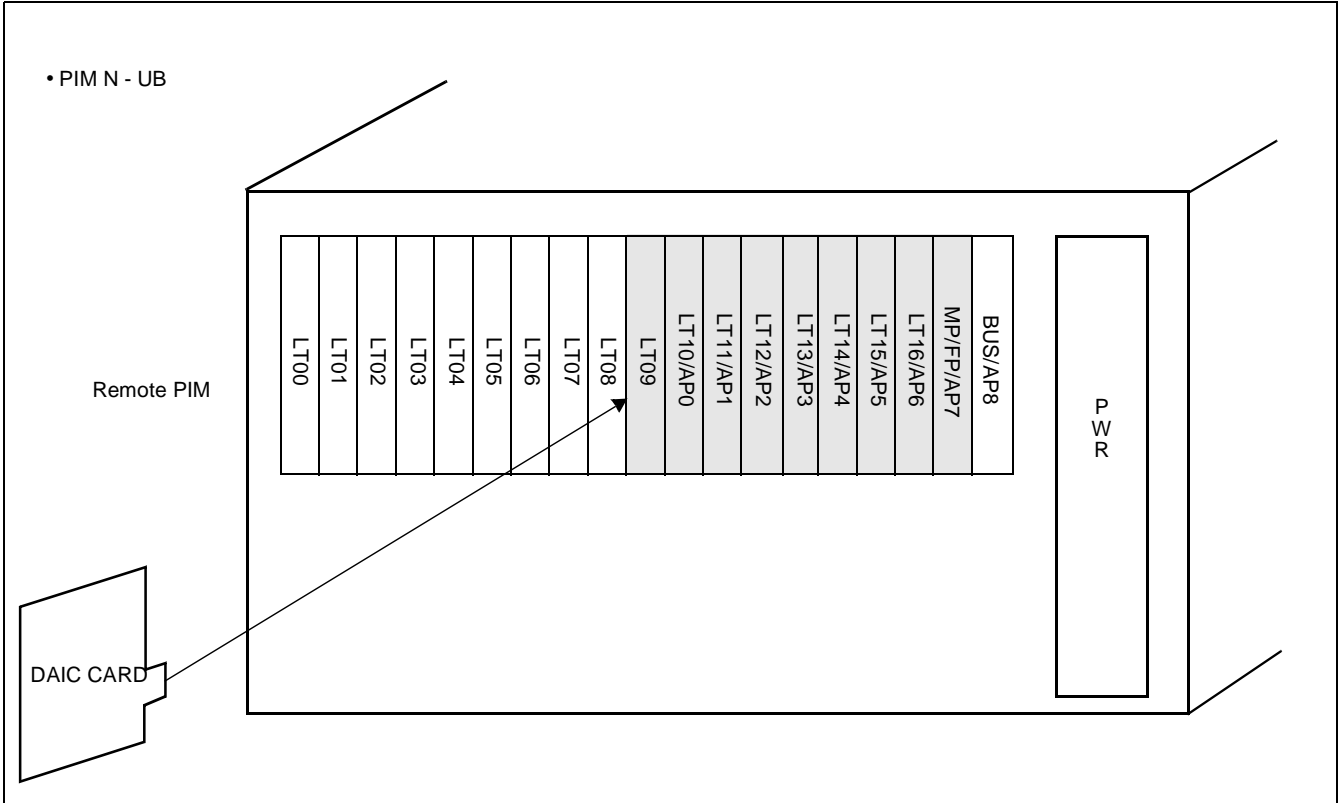 • PIM N - UB
Remote PIM
LT00
LT01
LT02
LT03
LT04
LT05
LT06
LT07
LT08
LT09
LT10/AP0
LT11/AP1
LT12/AP2
LT13/AP3
LT14/AP4
LT15/AP5
LT16/AP6
MP/FP/AP7
BUS/AP8
P
W
R
DAIC CARD